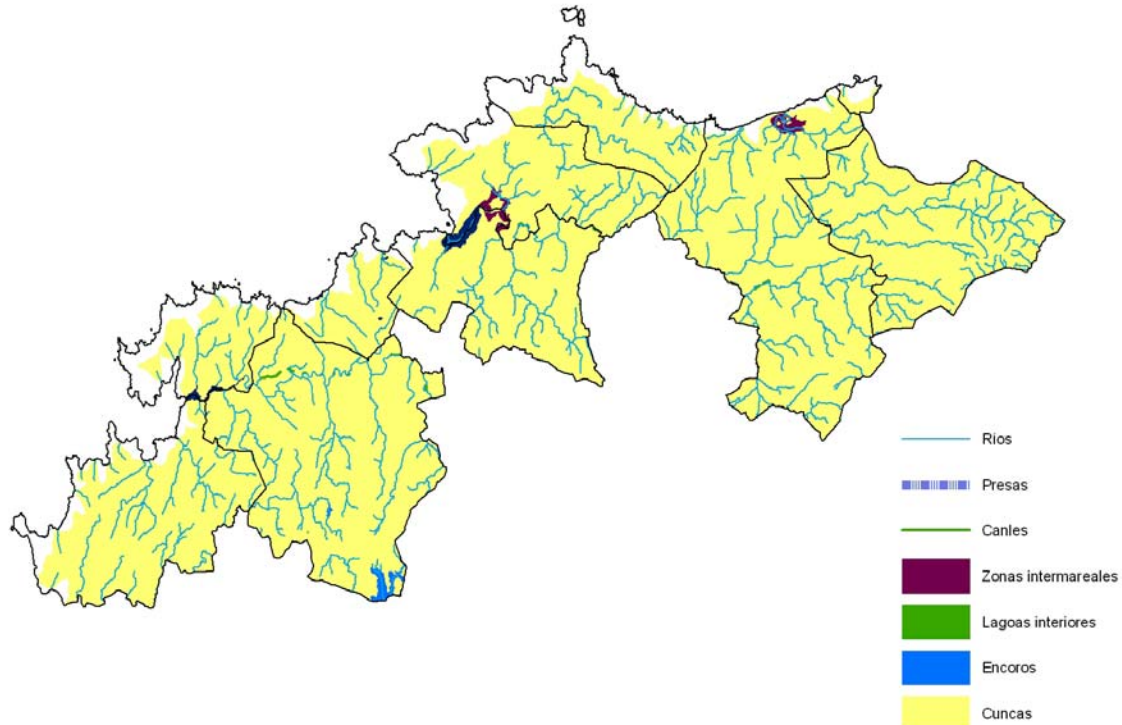 Ríos
Presas
Canles
Zonas intermareales
Lagoas interiores
Encoros
Cuncas